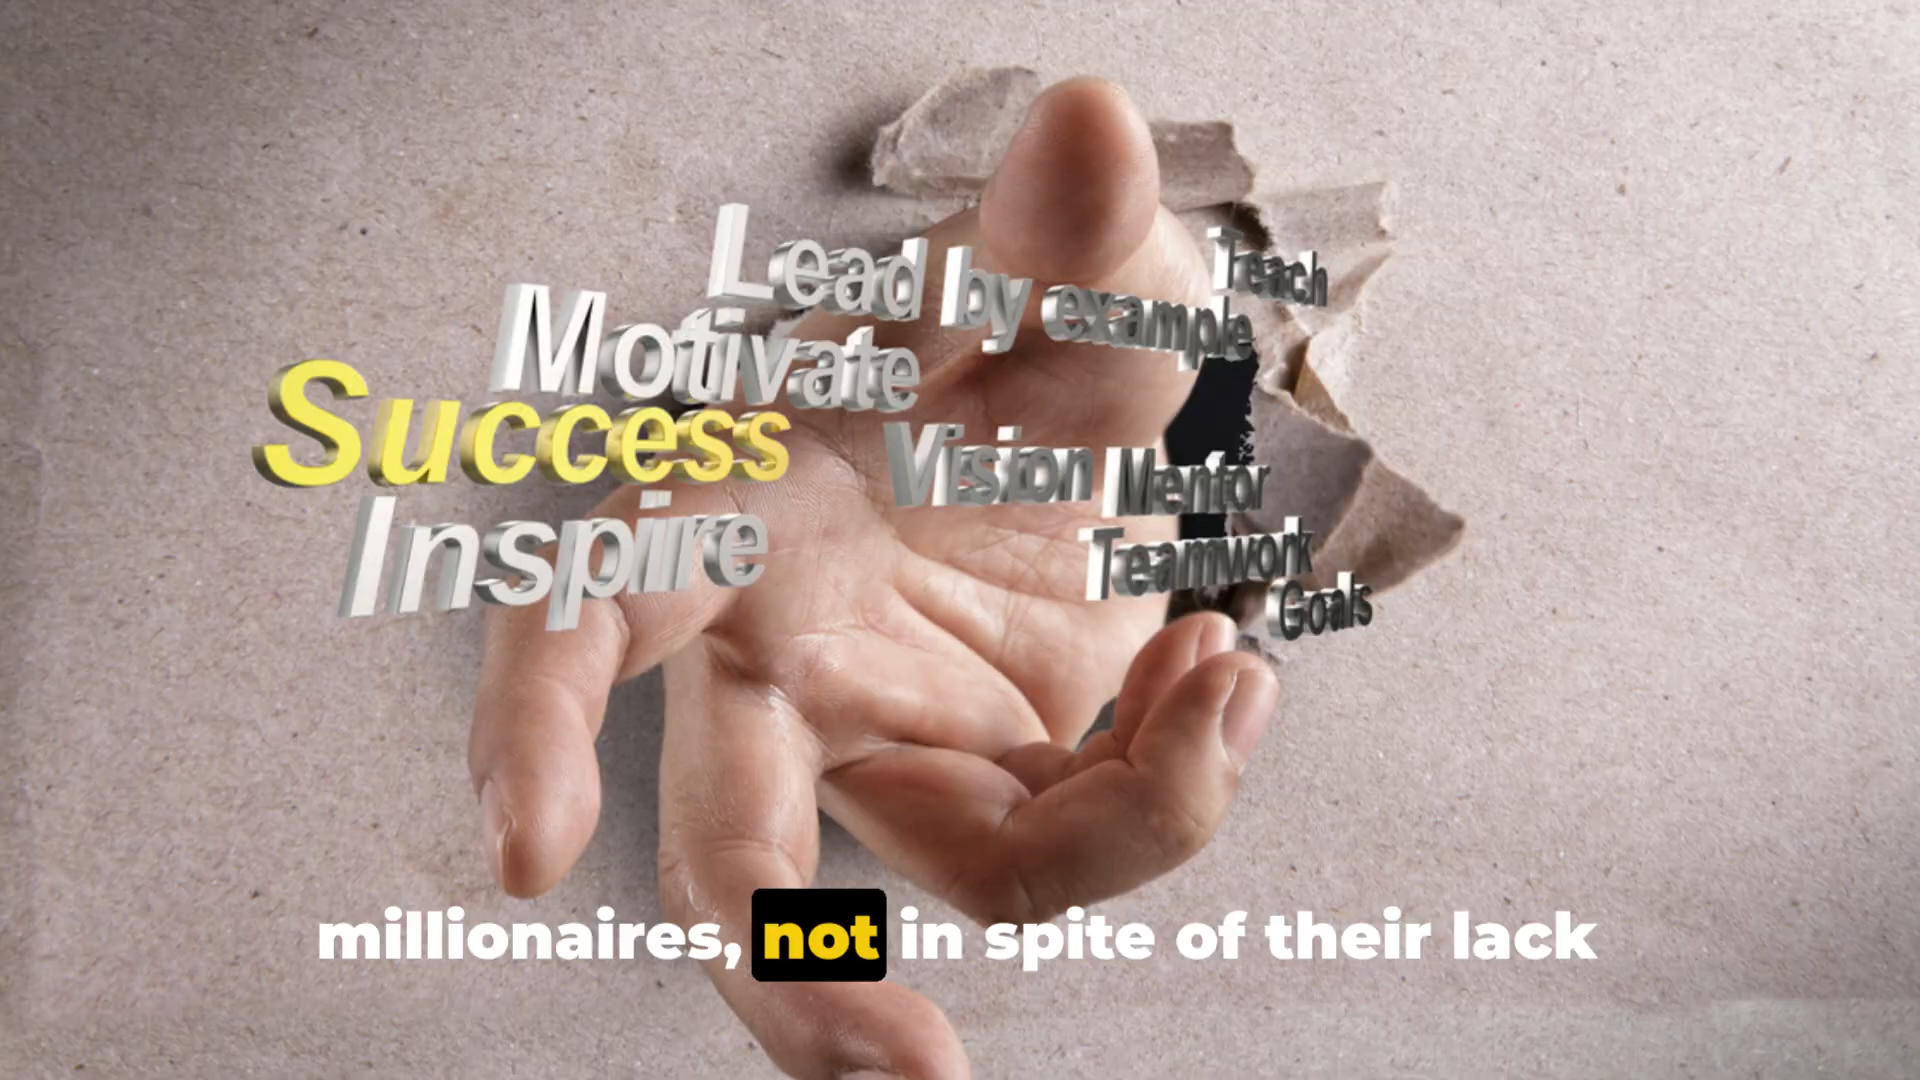 Lead by example
Teach
Motivate
Success
Vision
Mentor
Inspire
Teamwork
Goals
millionaires, not in spite of their lack